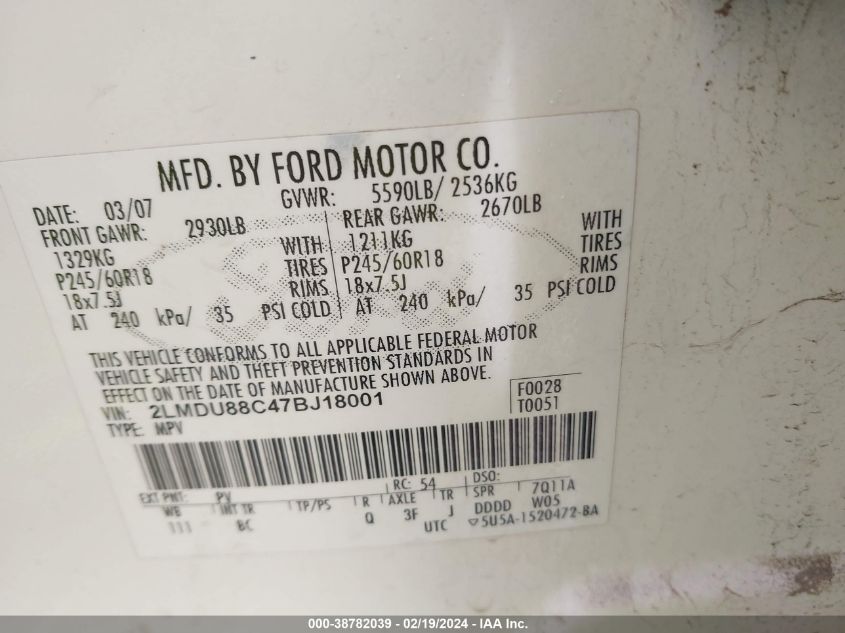 MFD. BY FORD MOTOR CO.
DATE: 03/07 GVWR: 5590LB/ 2536KG
FRONT GAWR: 2930LB REAR GAWR: 2670LB
1329KG WITH 1211KG WITH
P245/60R18 TIRES P245/60R18 TIRES
18x7.5J RIMS 18x7.5J RIMS
AT 240 kPa/ 35 PSI COLD AT 240 kPa/ 35 PSI COLD
THIS VEHICLE CONFORMS TO ALL APPLICABLE FEDERAL MOTOR
VEHICLE SAFETY AND THEFT PREVENTION STANDARDS IN
EFFECT ON THE DATE OF MANUFACTURE SHOWN ABOVE.
VIN: 2LMDU88C47BJ18001 F0028
TYPE: MPV T0051
EXT PNT: PV RC: 54 DSO:
WB INT TR TP/PS R AXLE TR SPR 7Q11A
111 8C Q 3F J DDDD W05
UTC ▽5U5A-1520472-BA
000-38782039 - 02/19/2024 - IAA Inc.